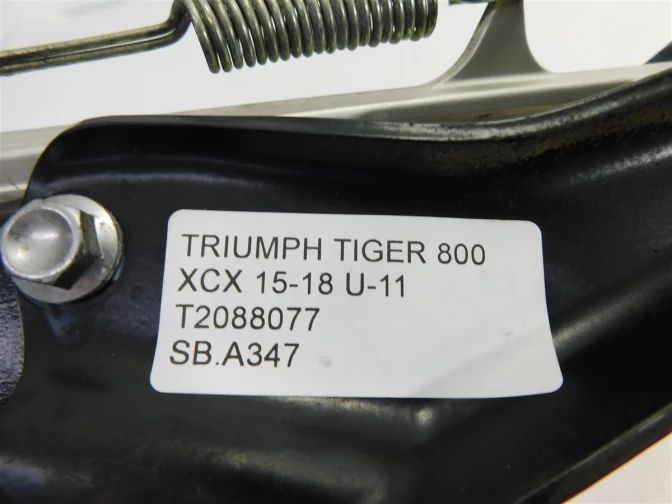 TRIUMPH TIGER 800
XCX 15-18 U-11
T2088077
SB.A347